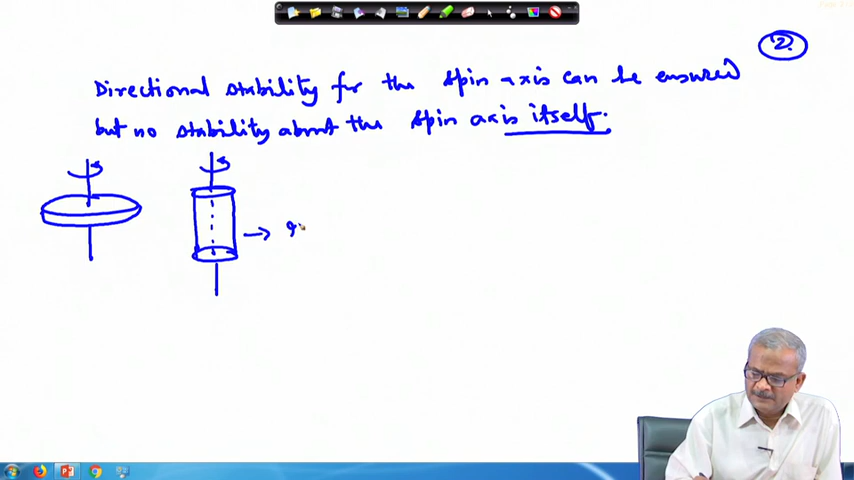 2.
Directional stability for the spin axis can be ensured
but no stability about the spin axis itself.